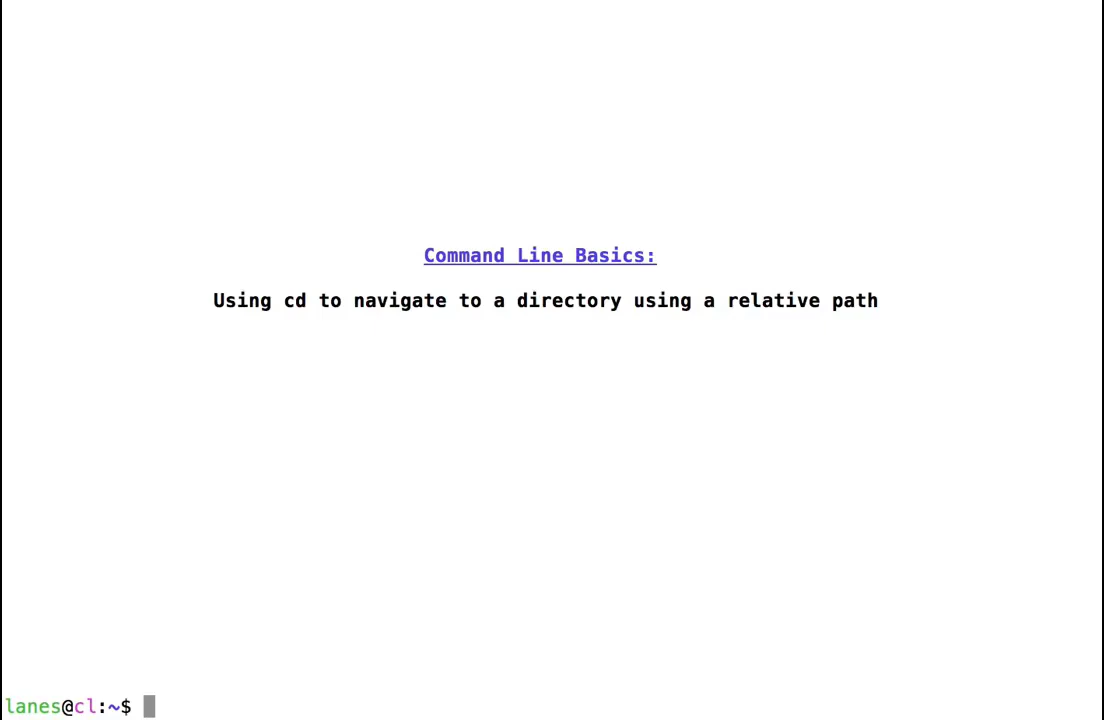 Command Line Basics:
Using cd to navigate to a directory using a relative path
lanes@cl:~$